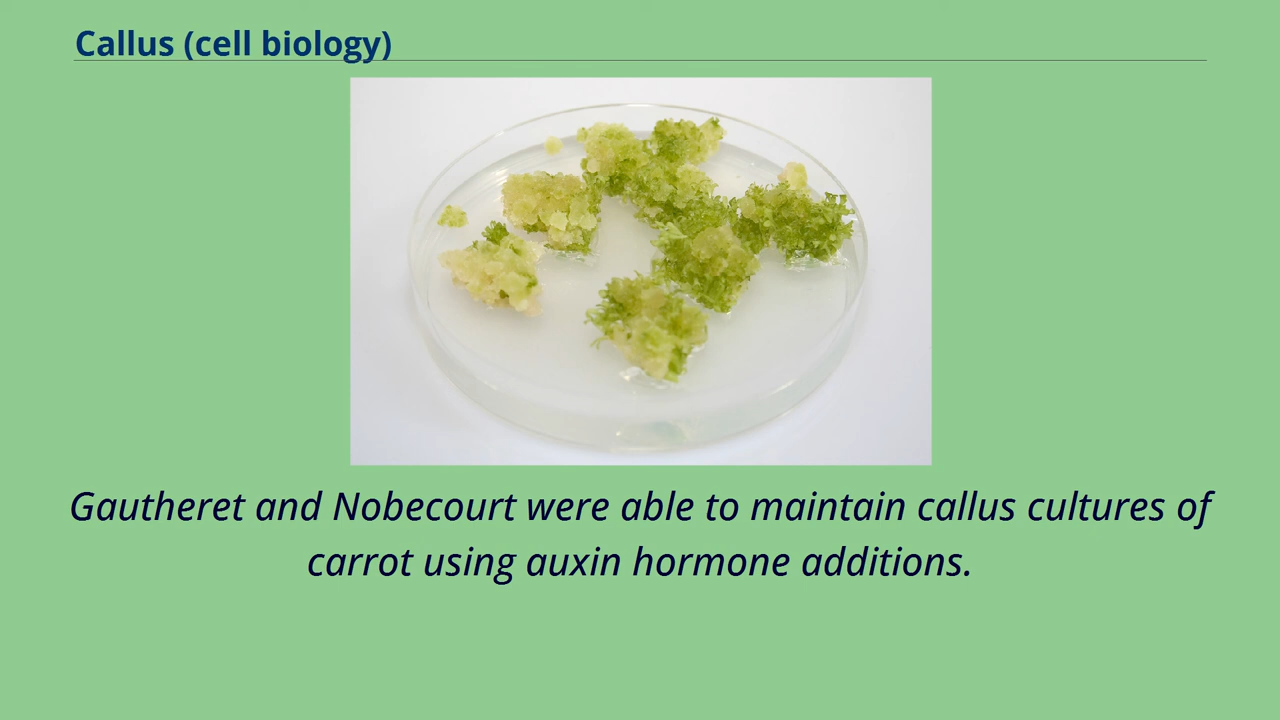 Callus (cell biology)
Gautheret and Nobecourt were able to maintain callus cultures of
carrot using auxin hormone additions.